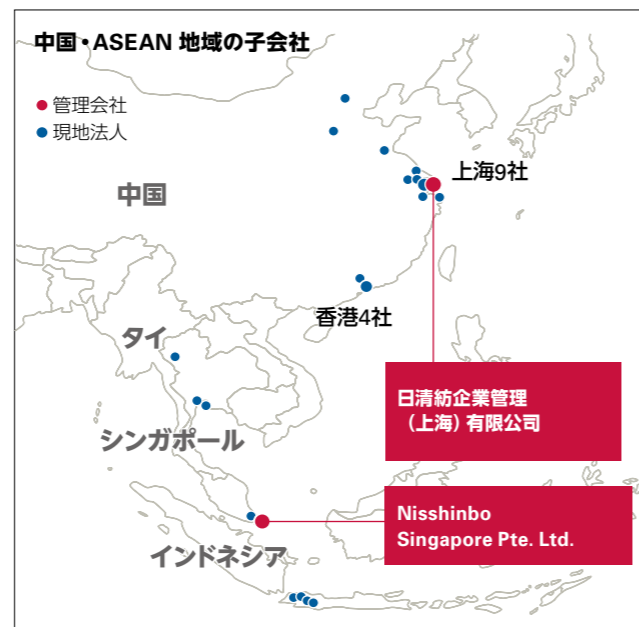 中国・ASEAN 地域の子会社
管理会社
現地法人
中国
上海9社
香港4社
タイ
日清紡企業管理
（上海）有限公司
シンガポール
Nisshinbo
Singapore Pte. Ltd.
インドネシア